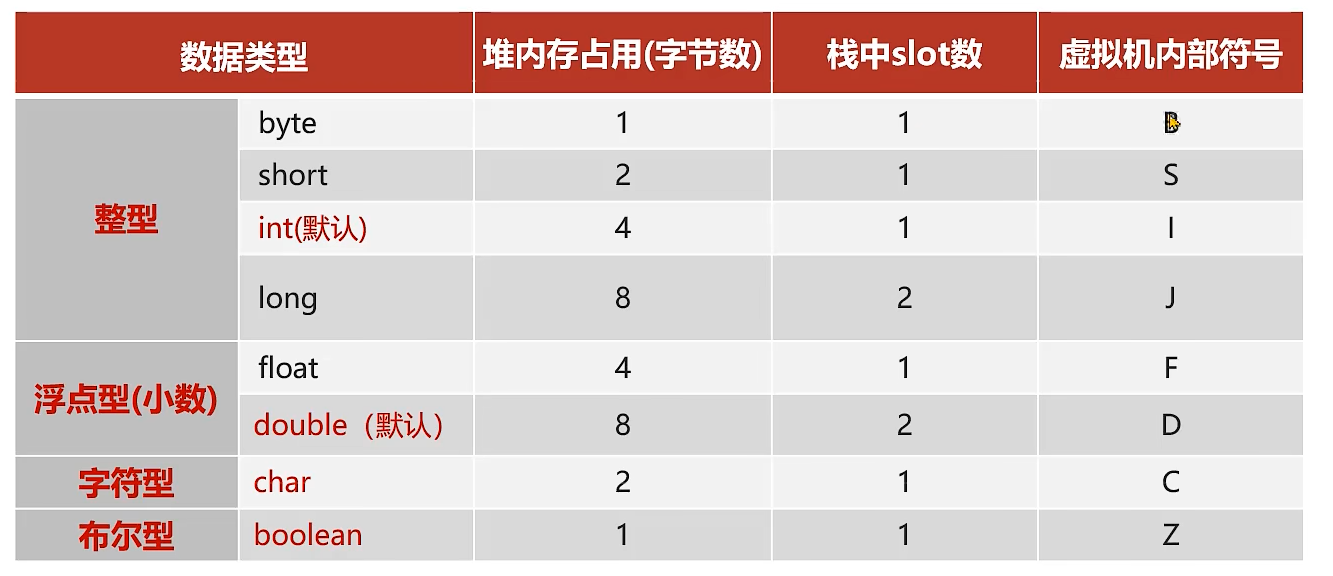 数据类型 堆内存占用(字节数) 栈中slot数 虚拟机内部符号
整型 byte 1 1 B
short 2 1 S
int(默认) 4 1 I
long 8 2 J
浮点型(小数) float 4 1 F
double（默认） 8 2 D
字符型 char 2 1 C
布尔型 boolean 1 1 Z